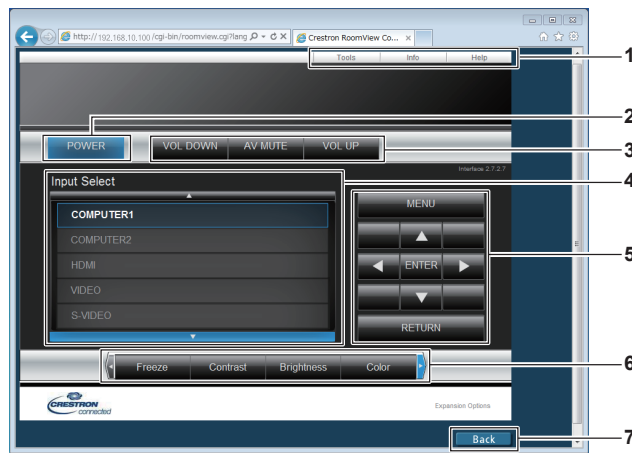 http://192.168.10.100/cgi-bin/roomview.cgi?lang
Crestron RoomView Co... ×
Tools Info Help
1
2
POWER VOL DOWN AV MUTE VOL UP
3
Interface 2.7.2.7
4
Input Select
COMPUTER1
COMPUTER2
HDMI
VIDEO
S-VIDEO
MENU
ENTER
RETURN
5
Freeze Contrast Brightness Color
6
CRESTRON
connected
Expansion Options
Back
7